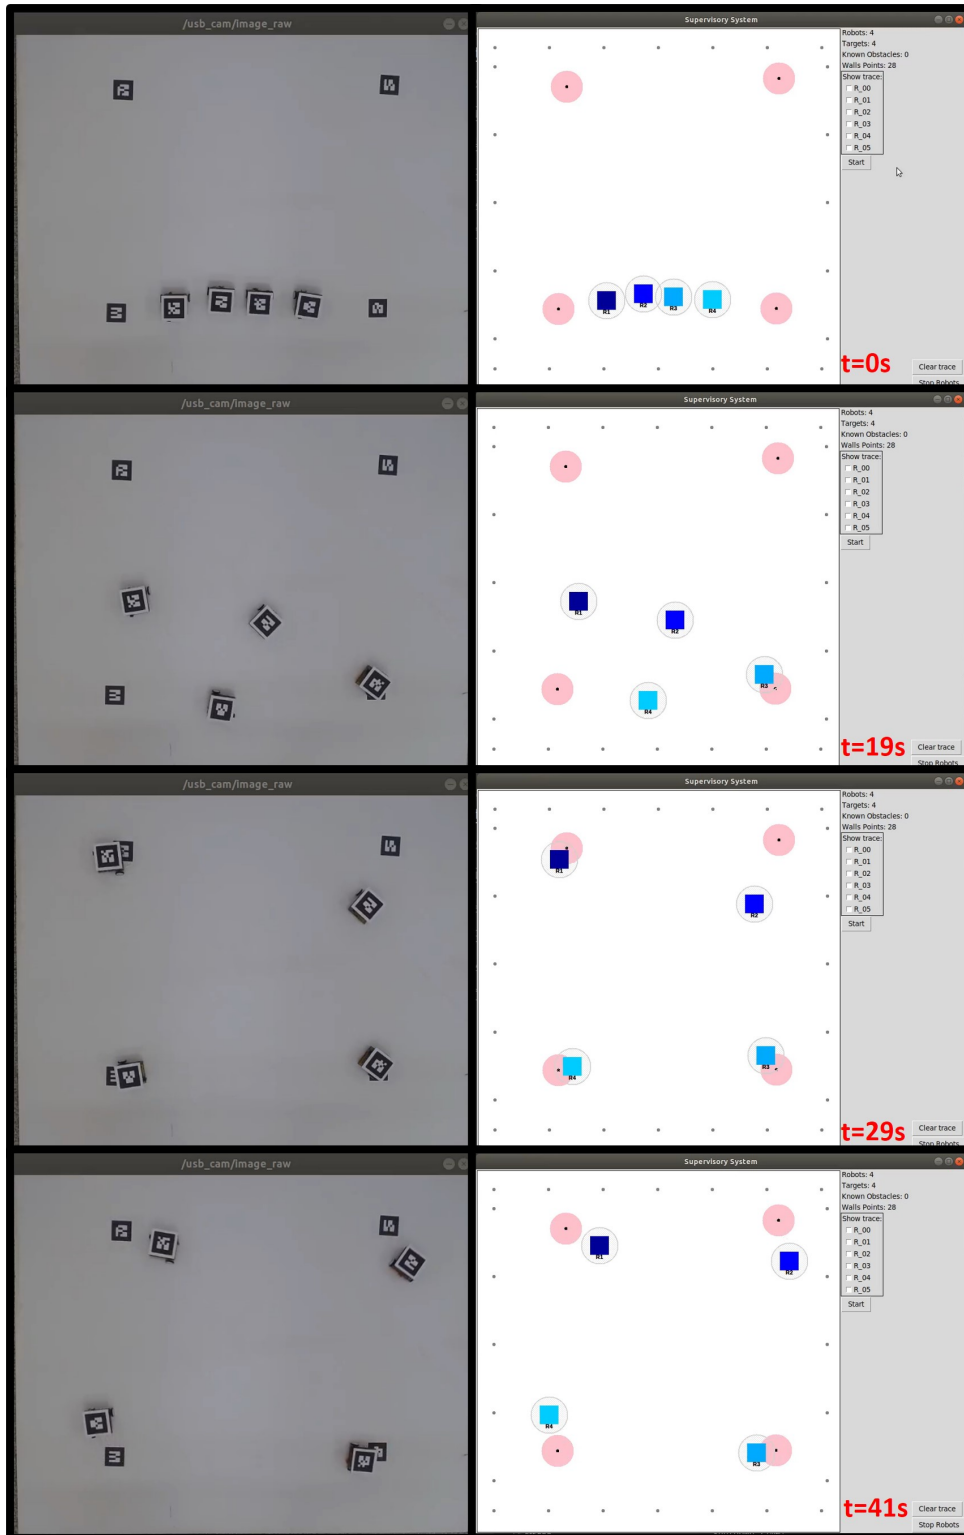 /usb_cam/image_raw
Supervisory System
Robots: 4
Targets: 4
Known Obstacles: 0
Walls Points: 28
Show trace:
R_00
R_01
R_02
R_03
R_04
R_05
Start
R1
R2
R3
R4
t=0s
Clear trace
Stop Robots
/usb_cam/image_raw
Supervisory System
Robots: 4
Targets: 4
Known Obstacles: 0
Walls Points: 28
Show trace:
R_00
R_01
R_02
R_03
R_04
R_05
Start
R1
R2
R3
R4
t=19s
Clear trace
Stop Robots
/usb_cam/image_raw
Supervisory System
Robots: 4
Targets: 4
Known Obstacles: 0
Walls Points: 28
Show trace:
R_00
R_01
R_02
R_03
R_04
R_05
Start
R1
R2
R3
R4
t=29s
Clear trace
Stop Robots
/usb_cam/image_raw
Supervisory System
Robots: 4
Targets: 4
Known Obstacles: 0
Walls Points: 28
Show trace:
R_00
R_01
R_02
R_03
R_04
R_05
Start
R1
R2
R4
R3
t=41s
Clear trace
Stop Robots